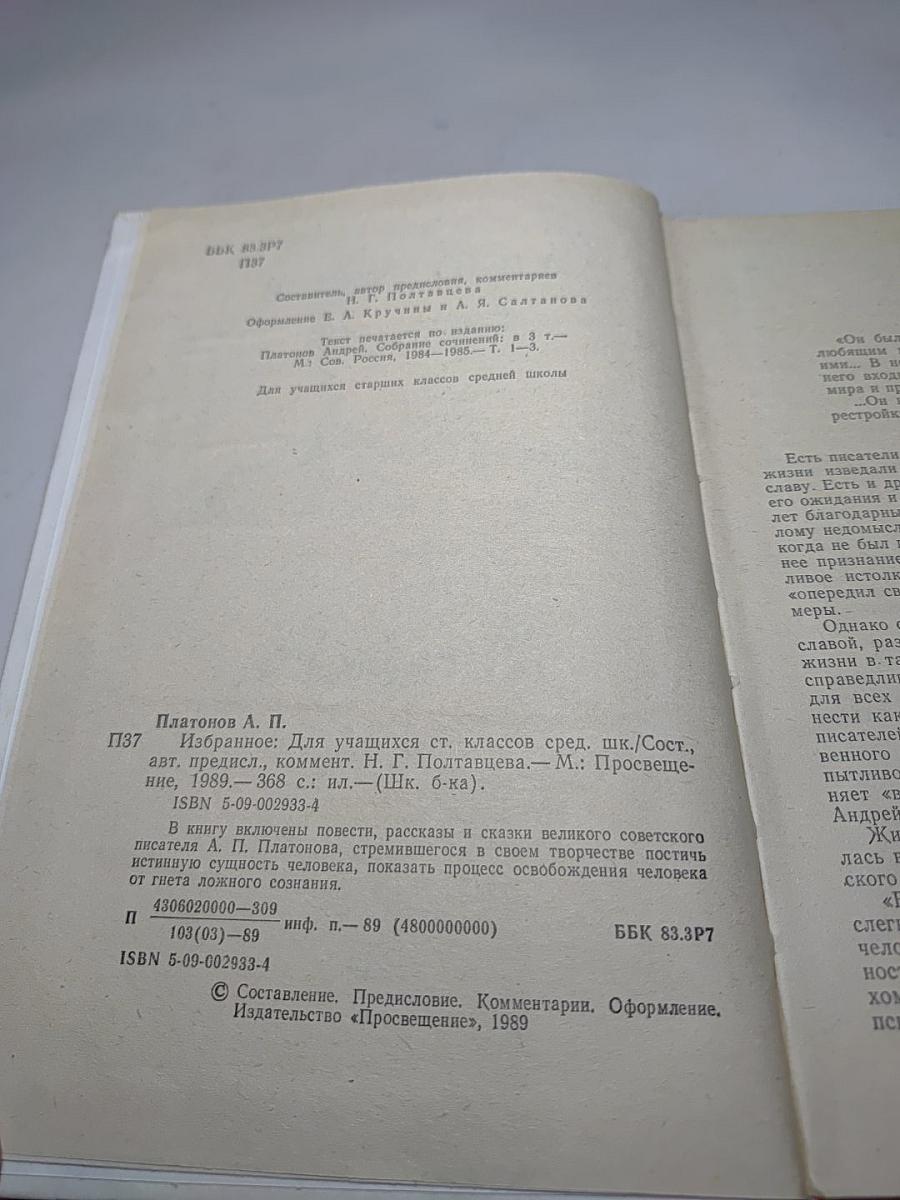 ББК 83.3Р7
П37
Составитель, автор предисловия, комментариев
Н. Г. Полтавцева
Оформление Е. А. Кручины и А. Я. Салтанова
Текст печатается по изданию:
Платонов Андрей. Собрание сочинений: в 3 т.—
М.: Сов. Россия, 1984—1985.— Т. 1—3.
Для учащихся старших классов средней школы
Платонов А. П.
П37 Избранное: Для учащихся ст. классов сред. шк./Сост.,
авт. предисл., коммент. Н. Г. Полтавцева.— М.: Просвеще-
ние, 1989.— 368 с.: ил.— (Шк. б-ка).
ISBN 5-09-002933-4
В книгу включены повести, рассказы и сказки великого советского
писателя А. П. Платонова, стремившегося в своем творчестве постичь
истинную сущность человека, показать процесс освобождения человека
от гнета ложного сознания.
П 4306020000—309
103(03)—89 инф. п.— 89 (4800000000) ББК 83.3Р7
ISBN 5-09-002933-4
© Составление. Предисловие. Комментарии. Оформление.
Издательство «Просвещение», 1989
«Он был
любящим
ими... В
него вход
мира и пр
...Он
рестройк
Есть писатели
жизни изведали
славу. Есть и др
его ожидания и
лет благодарны
лому недомысл
когда не был
нее признание
ливое истолк
«опередил св
меры.
Однако
славой, раз
жизни в та
справедли
для всех
нести как
писателей
венного
пытливо
няет «в
Андрей
Жи
лась
ского
«В
слегк
чело
ност
хом
пси